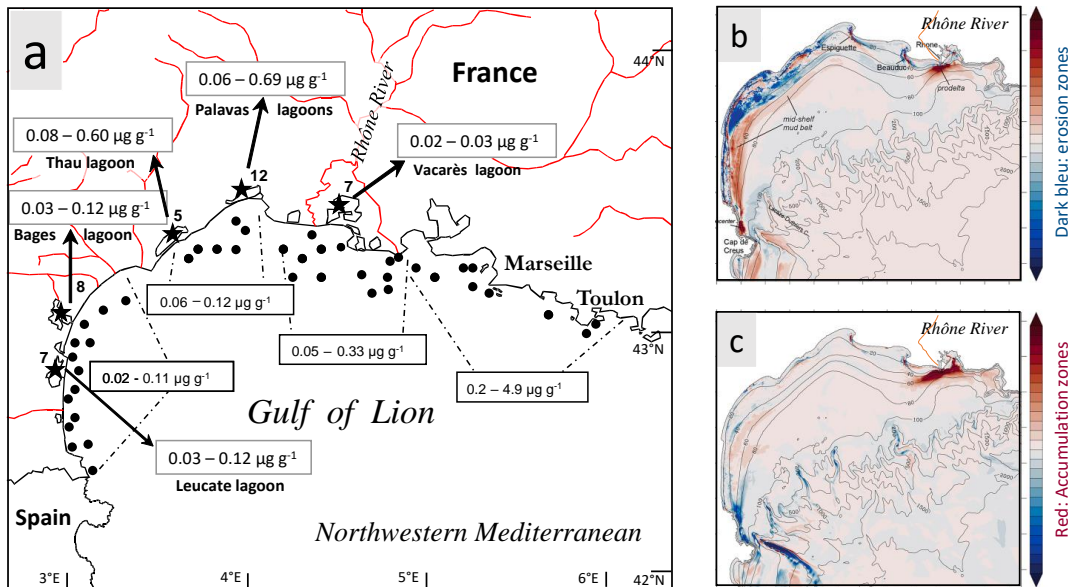 a
0.06 – 0.69 µg g⁻¹
Palavas lagoons
France
44°N
0.08 – 0.60 µg g⁻¹
Thau lagoon
Rhône River
0.02 – 0.03 µg g⁻¹
Vacarès lagoon
12
7
0.03 – 0.12 µg g⁻¹
Bages lagoon
5
8
Marseille
Toulon
0.06 – 0.12 µg g⁻¹
0.05 – 0.33 µg g⁻¹
43°N
7
0.02 - 0.11 µg g⁻¹
0.2 – 4.9 µg g⁻¹
Gulf of Lion
0.03 – 0.12 µg g⁻¹
Leucate lagoon
Spain
Northwestern Mediterranean
3°E
4°E
5°E
6°E
42°N
b
Rhône River
Espiguette
Rhone
Beauduc
prodelta
mid-shelf
mud belt
Cap de
Creus
Dark bleu: erosion zones
c
Rhône River
Red: Accumulation zones